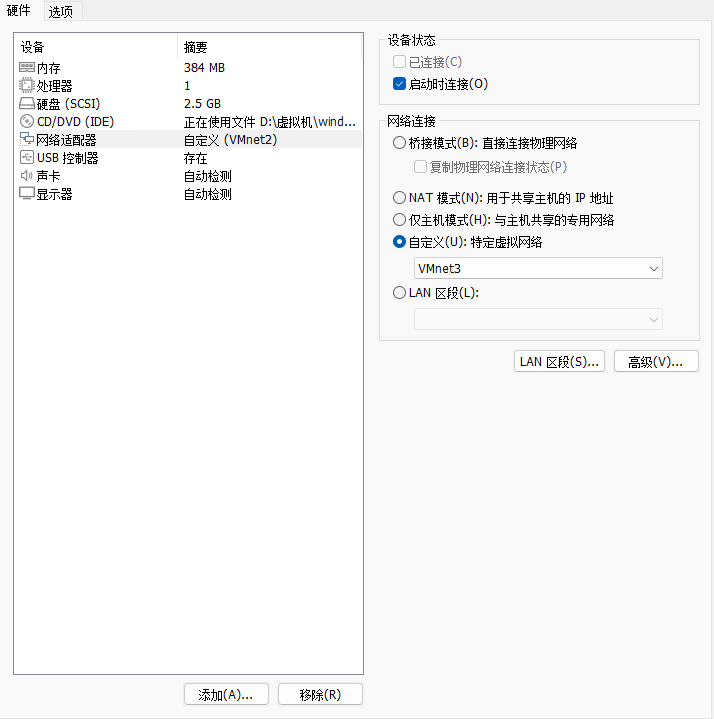 硬件 选项
设备 摘要
内存 384 MB
处理器 1
硬盘 (SCSI) 2.5 GB
CD/DVD (IDE) 正在使用文件 D:\虚拟机\wind...
网络适配器 自定义 (VMnet2)
USB 控制器 存在
声卡 自动检测
显示器 自动检测
添加(A)... 移除(R)
设备状态
已连接(C)
启动时连接(O)
网络连接
桥接模式(B): 直接连接物理网络
复制物理网络连接状态(P)
NAT 模式(N): 用于共享主机的 IP 地址
仅主机模式(H): 与主机共享的专用网络
自定义(U): 特定虚拟网络
VMnet3
LAN 区段(L):
LAN 区段(S)... 高级(V)...